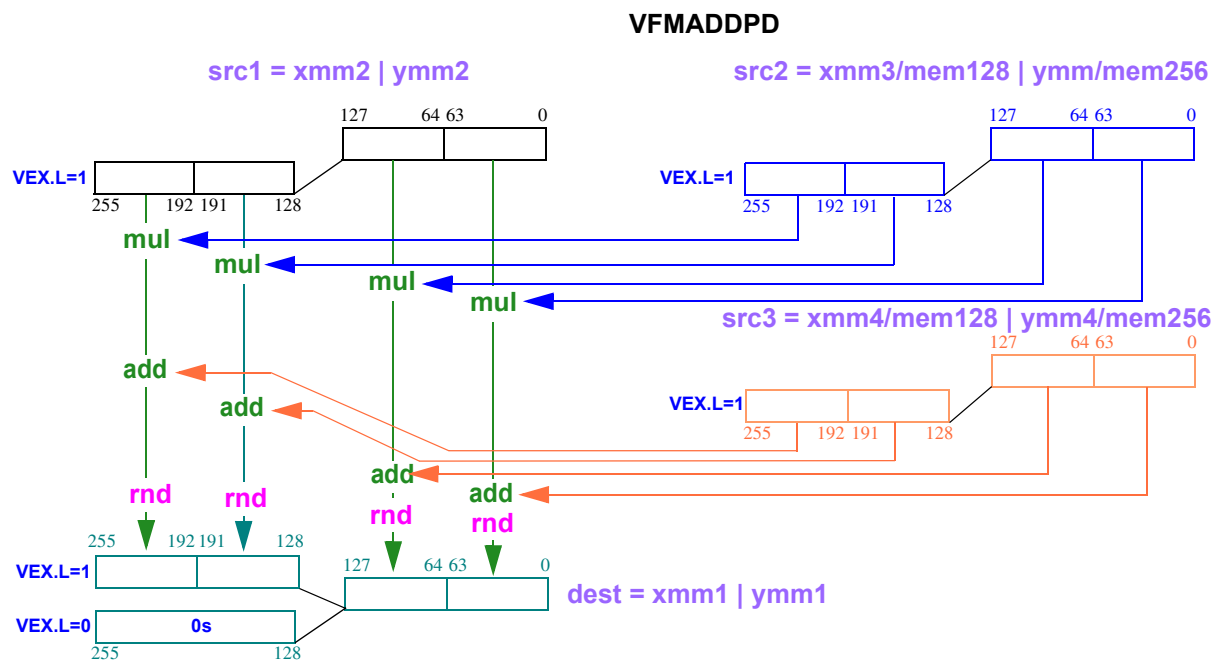 VFMADDPD
src1 = xmm2 | ymm2
src2 = xmm3/mem128 | ymm/mem256
127 64 63 0
127 64 63 0
VEX.L=1
VEX.L=1
255 192 191 128
255 192 191 128
mul
mul
mul
mul
src3 = xmm4/mem128 | ymm4/mem256
127 64 63 0
add
VEX.L=1
add
255 192 191 128
add
add
rnd
rnd
rnd
rnd
255 192 191 128
127 64 63 0
VEX.L=1
dest = xmm1 | ymm1
VEX.L=0
0s
255 128